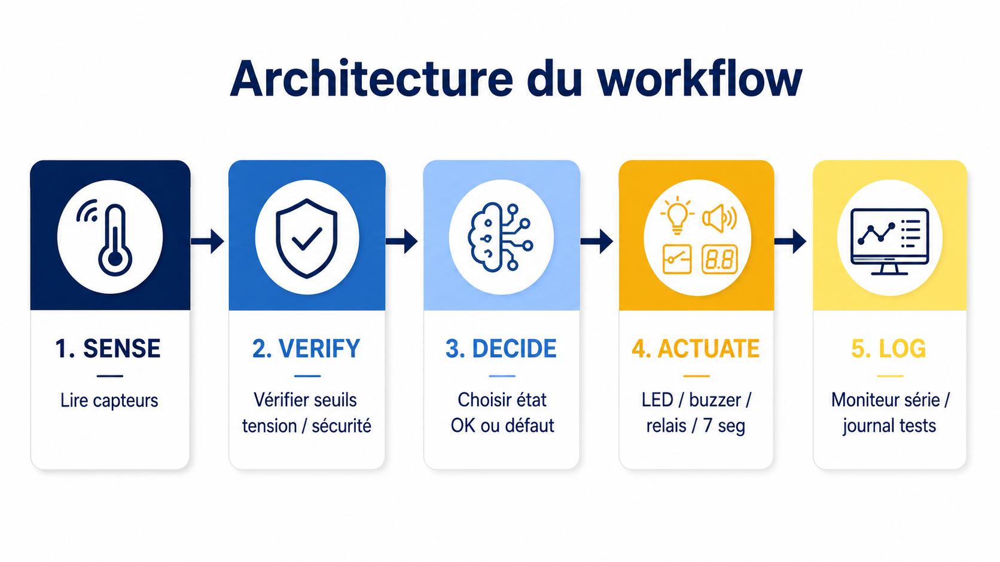 Architecture du workflow
8.8
1. SENSE
Lire capteurs
2. VERIFY
Vérifier seuils
tension / sécurité
3. DECIDE
Choisir état
OK ou défaut
4. ACTUATE
LED / buzzer /
relais / 7 seg
5. LOG
Moniteur série /
journal tests